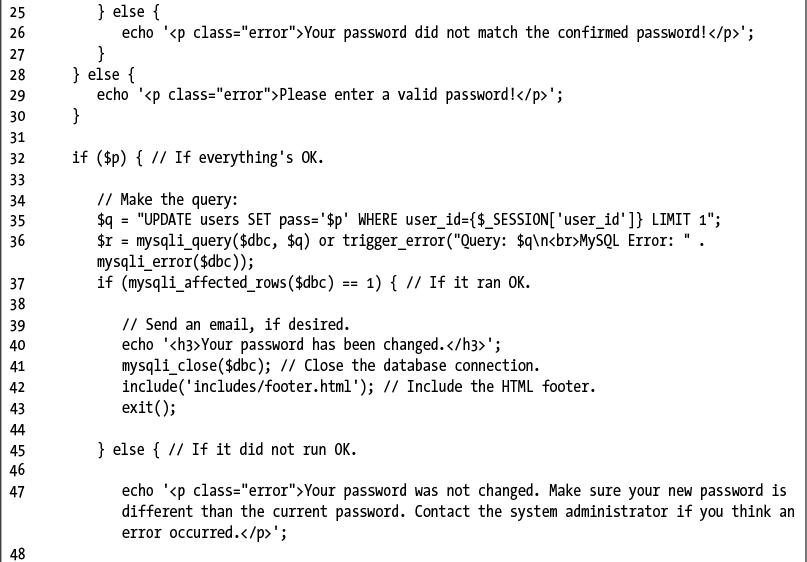 25 } else {
26 echo '<p class="error">Your password did not match the confirmed password!</p>';
27 }
28 } else {
29 echo '<p class="error">Please enter a valid password!</p>';
30 }
31
32 if ($p) { // If everything's OK.
33
34 // Make the query:
35 $q = "UPDATE users SET pass='$p' WHERE user_id={$_SESSION['user_id']} LIMIT 1";
36 $r = mysqli_query($dbc, $q) or trigger_error("Query: $q\n<br>MySQL Error: " .
mysqli_error($dbc));
37 if (mysqli_affected_rows($dbc) == 1) { // If it ran OK.
38
39 // Send an email, if desired.
40 echo '<h3>Your password has been changed.</h3>';
41 mysqli_close($dbc); // Close the database connection.
42 include('includes/footer.html'); // Include the HTML footer.
43 exit();
44
45 } else { // If it did not run OK.
46
47 echo '<p class="error">Your password was not changed. Make sure your new password is
different than the current password. Contact the system administrator if you think an
error occurred.</p>';
48